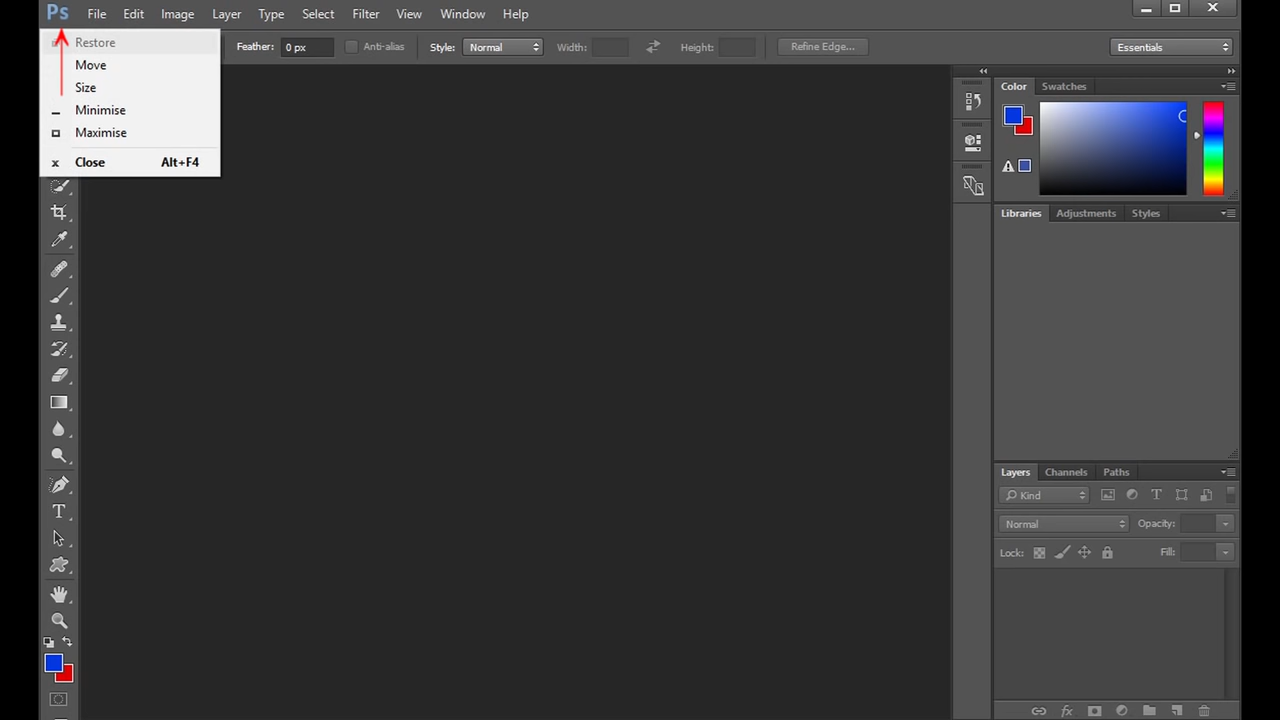 Ps File Edit Image Layer Type Select Filter View Window Help
Restore
Move
Size
Minimise
Maximise
x Close Alt+F4
Feather: 0 px Anti-alias Style: Normal Width: Height: Refine Edge... Essentials
Color Swatches
Libraries Adjustments Styles
Layers Channels Paths
Kind
Normal Opacity:
Lock: Fill: